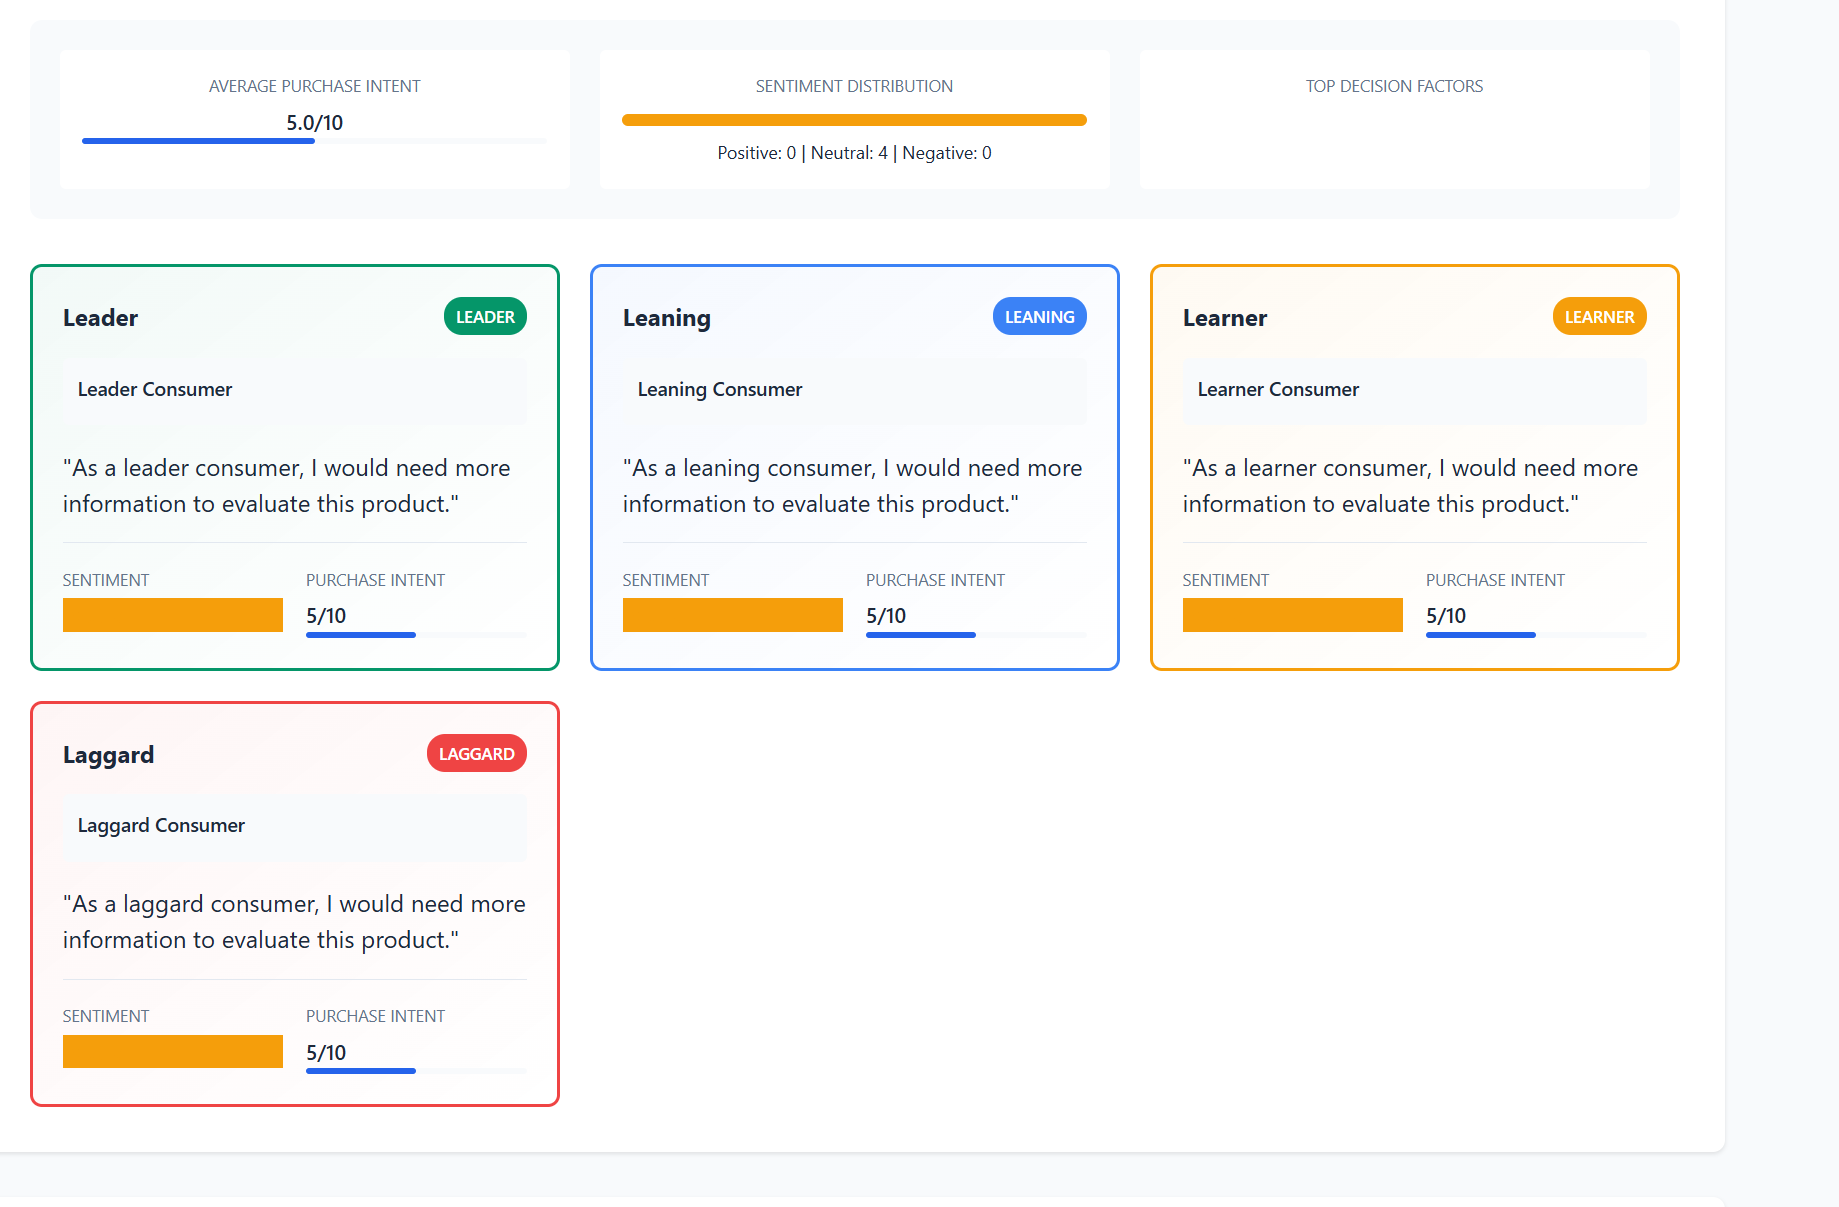 AVERAGE PURCHASE INTENT
5.0/10
SENTIMENT DISTRIBUTION
Positive: 0 | Neutral: 4 | Negative: 0
TOP DECISION FACTORS
Leader
LEADER
Leader Consumer
"As a leader consumer, I would need more
information to evaluate this product."
SENTIMENT
PURCHASE INTENT
5/10
Leaning
LEANING
Leaning Consumer
"As a leaning consumer, I would need more
information to evaluate this product."
SENTIMENT
PURCHASE INTENT
5/10
Learner
LEARNER
Learner Consumer
"As a learner consumer, I would need more
information to evaluate this product."
SENTIMENT
PURCHASE INTENT
5/10
Laggard
LAGGARD
Laggard Consumer
"As a laggard consumer, I would need more
information to evaluate this product."
SENTIMENT
PURCHASE INTENT
5/10